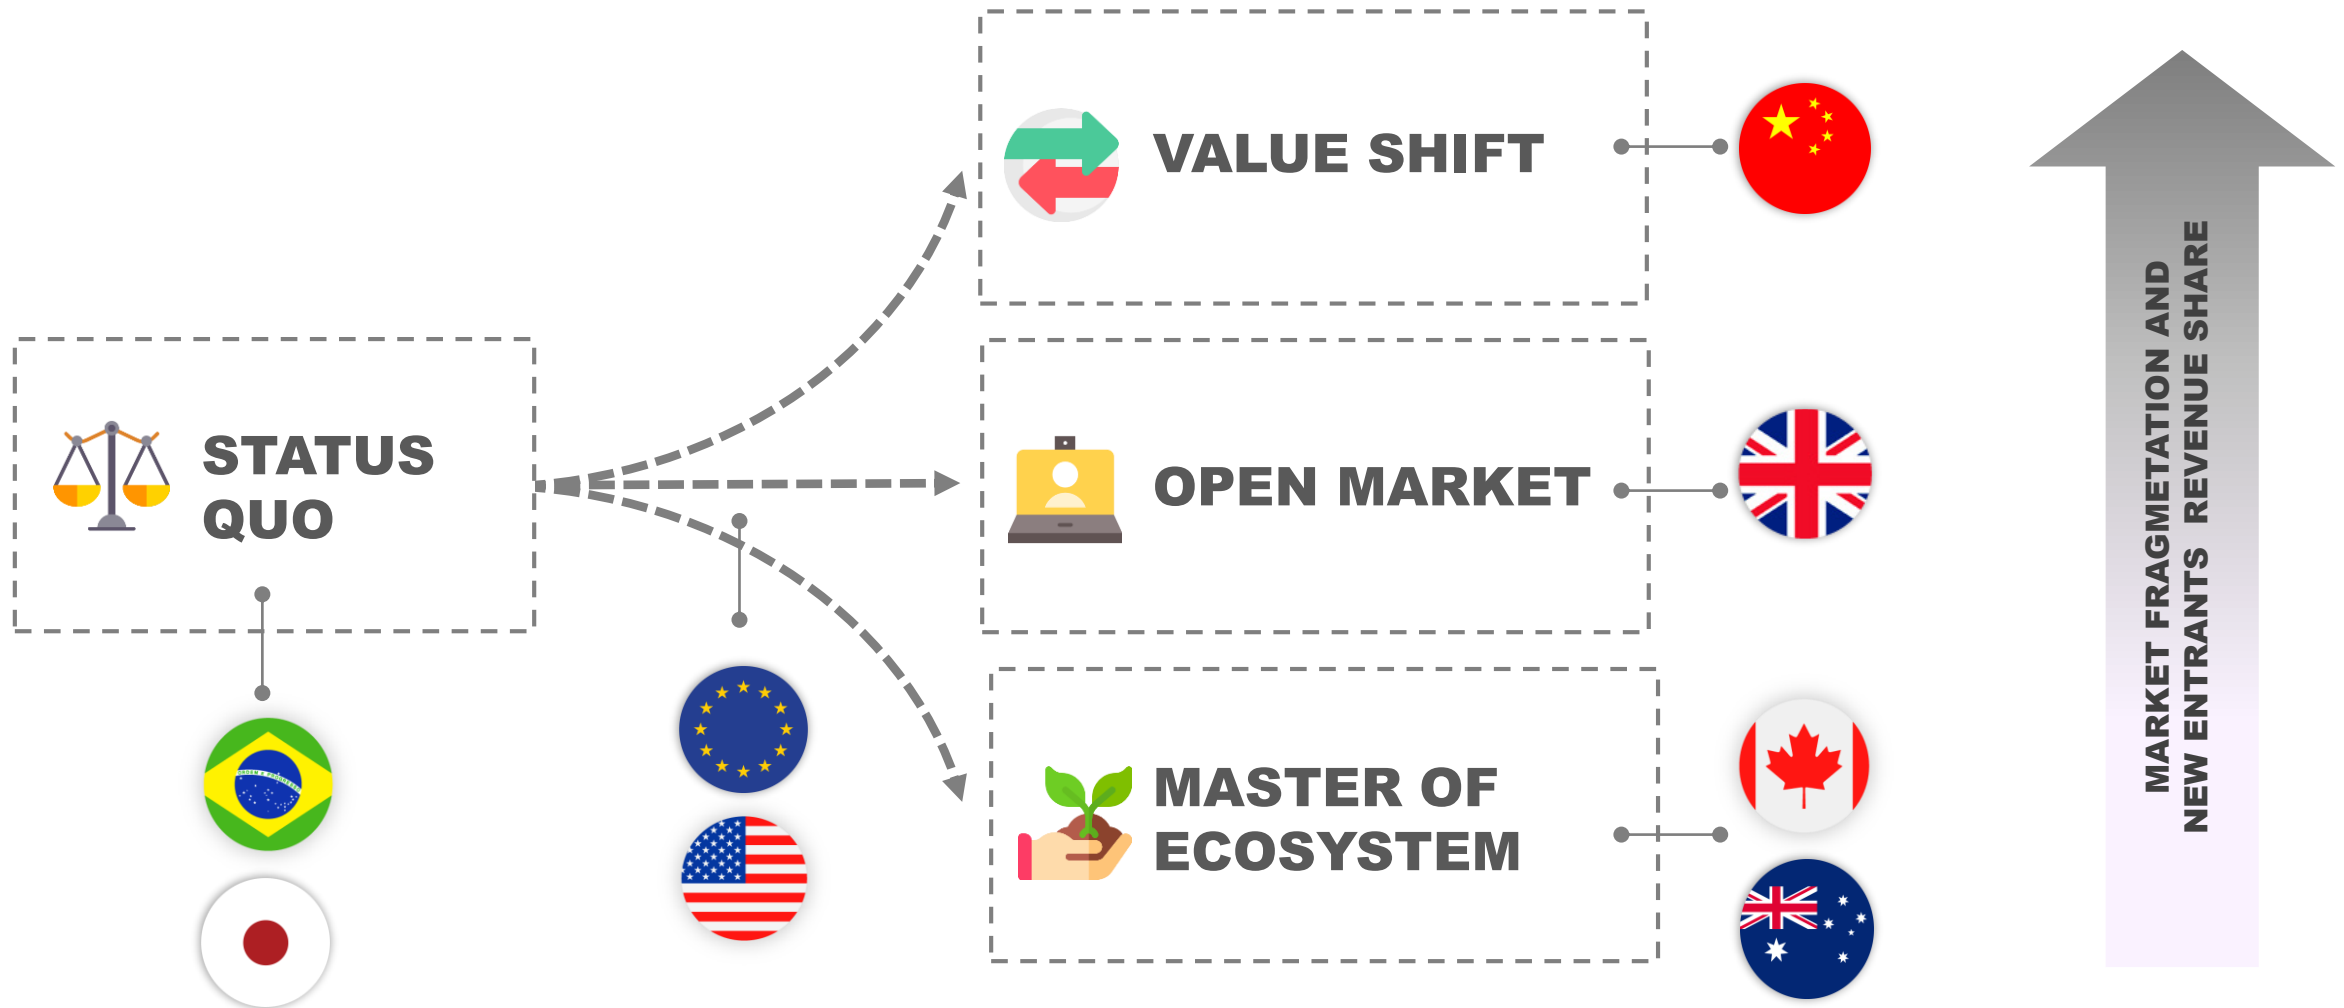 VALUE SHIFT
STATUS
QUO
OPEN MARKET
MASTER OF
ECOSYSTEM
MARKET FRAGMETATION AND
NEW ENTRANTS REVENUE SHARE